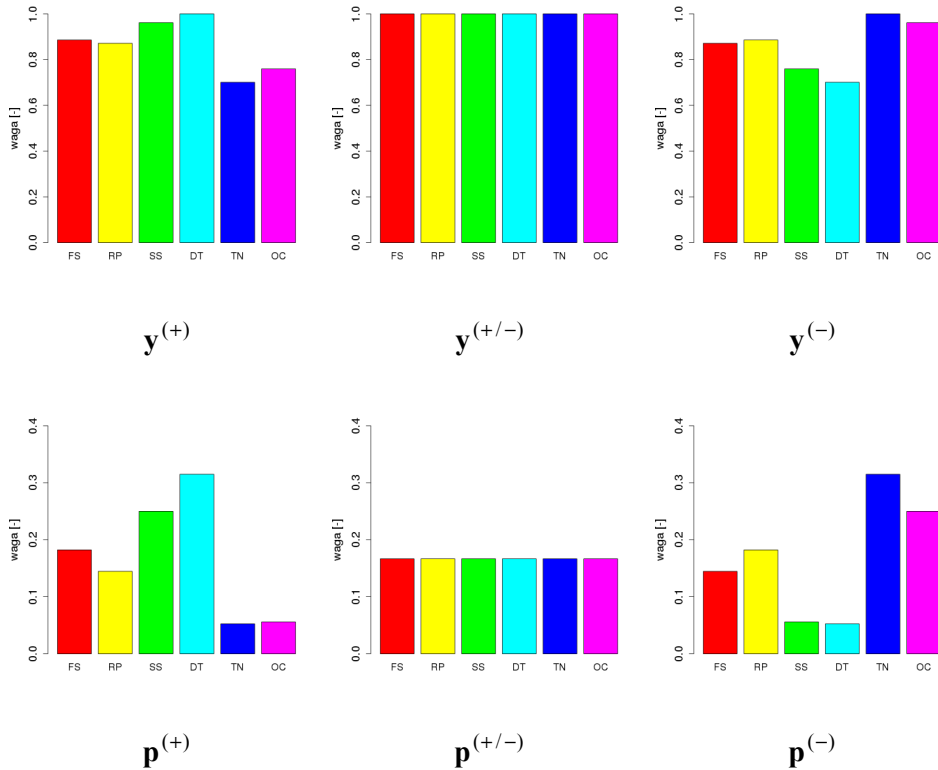 waga [-]
0.0 0.2 0.4 0.6 0.8 1.0
FS RP SS DT TN OC
y(+)
waga [-]
0.0 0.2 0.4 0.6 0.8 1.0
FS RP SS DT TN OC
y(+/−)
waga [-]
0.0 0.2 0.4 0.6 0.8 1.0
FS RP SS DT TN OC
y(−)
waga [-]
0.0 0.1 0.2 0.3 0.4
FS RP SS DT TN OC
p(+)
waga [-]
0.0 0.1 0.2 0.3 0.4
FS RP SS DT TN OC
p(+/−)
waga [-]
0.0 0.1 0.2 0.3 0.4
FS RP SS DT TN OC
p(−)